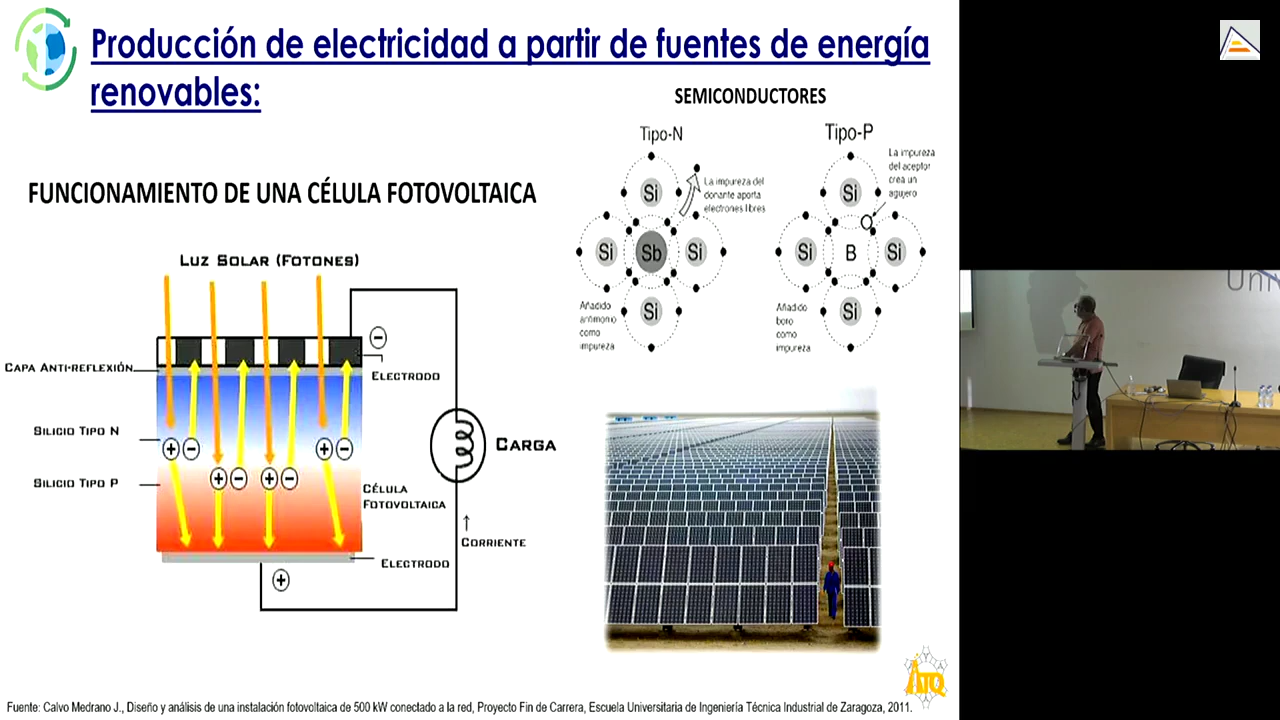 Producción de electricidad a partir de fuentes de energía
renovables:
SEMICONDUCTORES
FUNCIONAMIENTO DE UNA CÉLULA FOTOVOLTAICA
Tipo-N
Tipo-P
La impureza del
donante aporta
electrones libres
La impureza
del aceptor
crea un
agujero
Si
Si
Si
Sb
Si
Si
B
Si
Si
Si
Añadido
antimonio
como
impureza
Añadido
boro
como
impureza
LUZ SOLAR (FOTONES)
CAPA ANTI-REFLEXIÓN
ELECTRODO
SILICIO TIPO N
SILICIO TIPO P
CARGA
CÉLULA
FOTOVOLTAICA
CORRIENTE
ELECTRODO
ATQ
Univ
Fuente: Calvo Medrano J., Diseño y análisis de una instalación fotovoltaica de 500 kW conectado a la red, Proyecto Fin de Carrera, Escuela Universitaria de Ingeniería Técnica Industrial de Zaragoza, 2011.